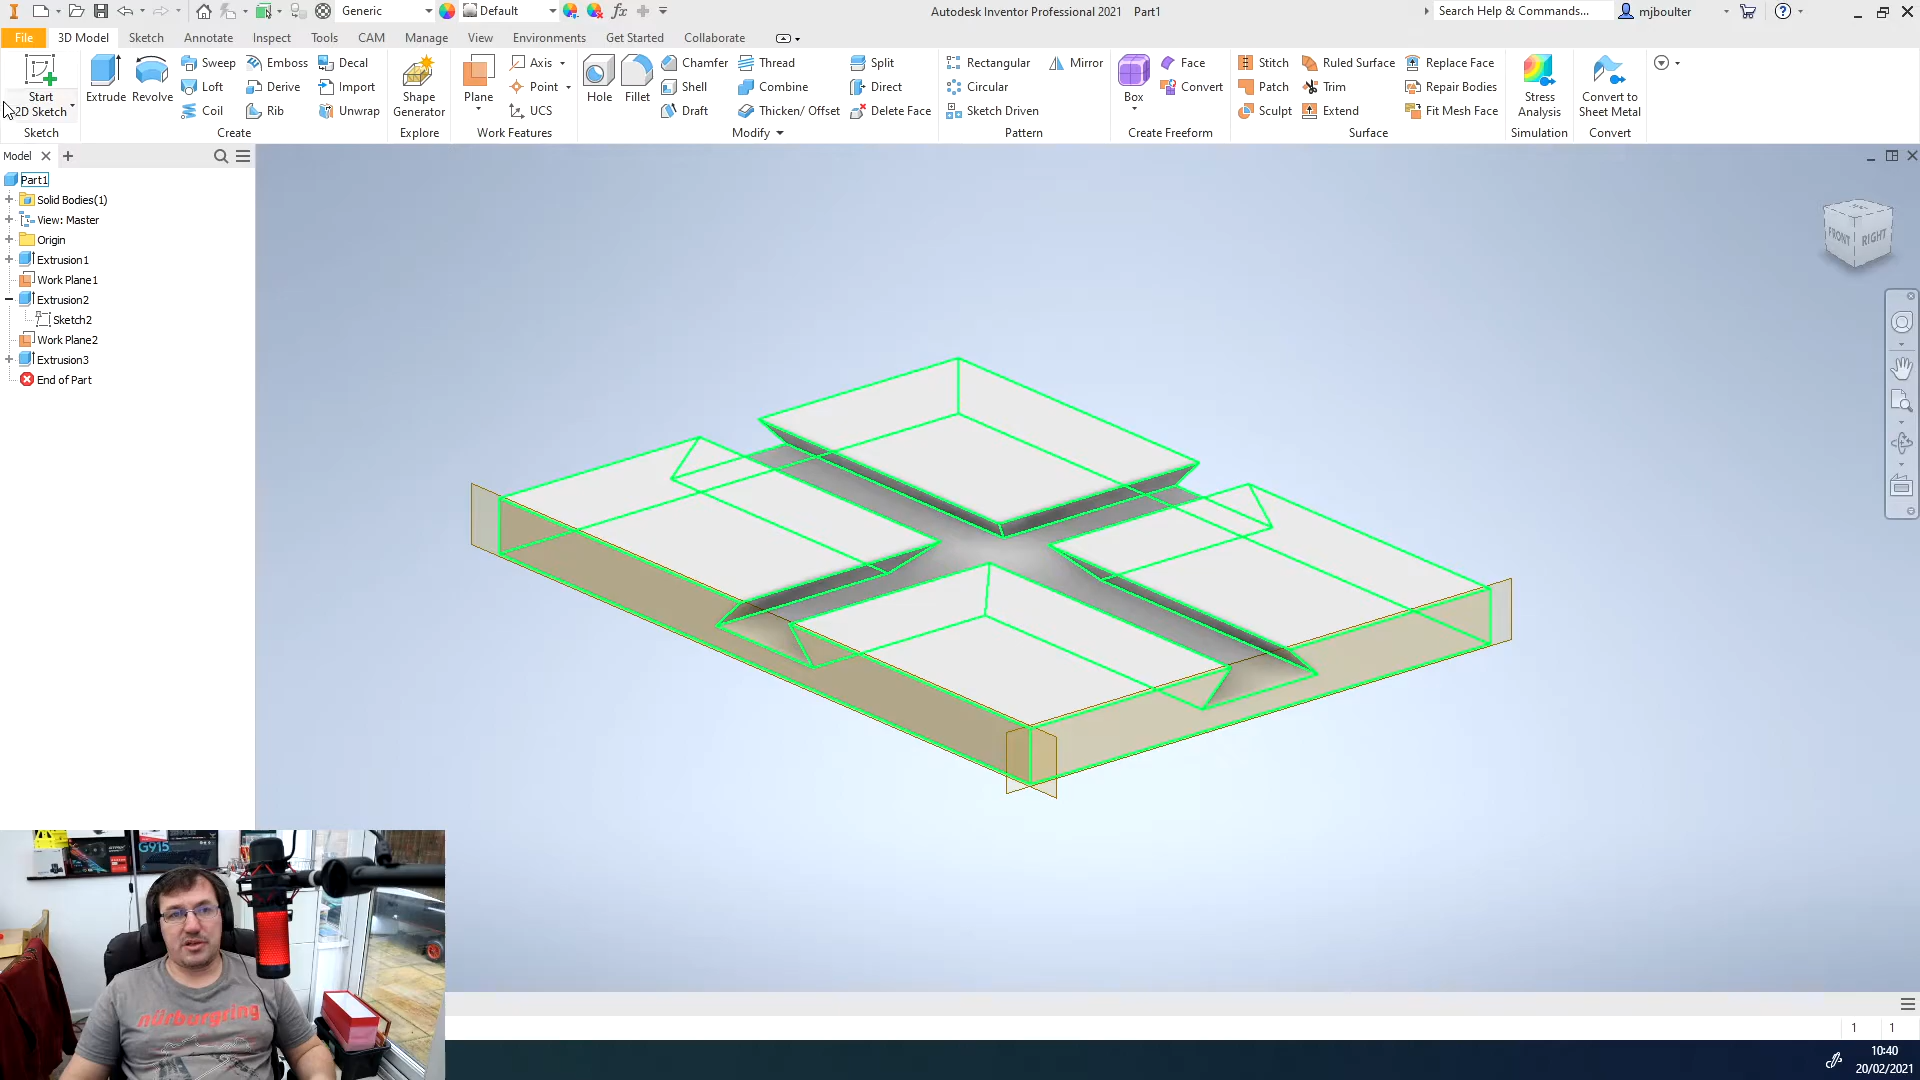 Generic
Default
Autodesk Inventor Professional 2021 Part1
Search Help & Commands...
mjboulter
File
3D Model
Sketch
Annotate
Inspect
Tools
CAM
Manage
View
Environments
Get Started
Collaborate
Start
2D Sketch
Sketch
Extrude
Revolve
Sweep
Loft
Coil
Emboss
Derive
Rib
Decal
Import
Unwrap
Create
Shape
Generator
Explore
Plane
Axis
Point
UCS
Work Features
Hole
Fillet
Chamfer
Shell
Draft
Thread
Combine
Thicken/ Offset
Split
Direct
Delete Face
Modify
Rectangular
Circular
Sketch Driven
Mirror
Pattern
Box
Face
Convert
Create Freeform
Stitch
Patch
Sculpt
Ruled Surface
Trim
Extend
Replace Face
Repair Bodies
Fit Mesh Face
Surface
Stress
Analysis
Simulation
Convert to
Sheet Metal
Convert
Model
Part1
Solid Bodies(1)
View: Master
Origin
Extrusion1
Work Plane1
Extrusion2
Sketch2
Work Plane2
Extrusion3
End of Part
FRONT
RIGHT
G915
nürburgring
1 1
10:40
20/02/2021